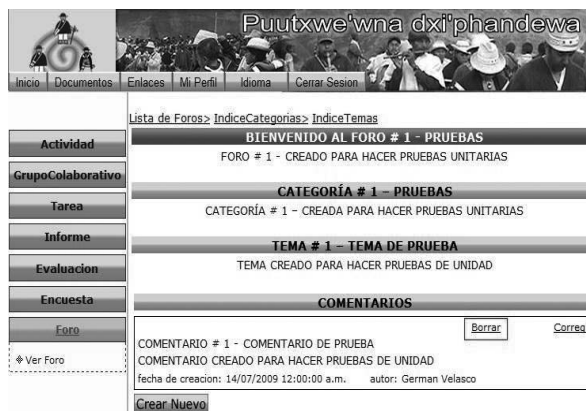 Puutxwe'wna dxi'phandewa
Inicio Documentos Enlaces Mi Perfil Idioma Cerrar Sesion
Lista de Foros> IndiceCategorias> IndiceTemas
Actividad
GrupoColaborativo
Tarea
Informe
Evaluacion
Encuesta
Foro
Ver Foro
BIENVENIDO AL FORO # 1 - PRUEBAS
FORO # 1 - CREADO PARA HACER PRUEBAS UNITARIAS
CATEGORÍA # 1 – PRUEBAS
CATEGORÍA # 1 – CREADA PARA HACER PRUEBAS UNITARIAS
TEMA # 1 – TEMA DE PRUEBA
TEMA CREADO PARA HACER PRUEBAS DE UNIDAD
COMENTARIOS
Borrar Correg
COMENTARIO # 1 - COMENTARIO DE PRUEBA
COMENTARIO CREADO PARA HACER PRUEBAS DE UNIDAD
fecha de creacion: 14/07/2009 12:00:00 a.m. autor: German Velasco
Crear Nuevo